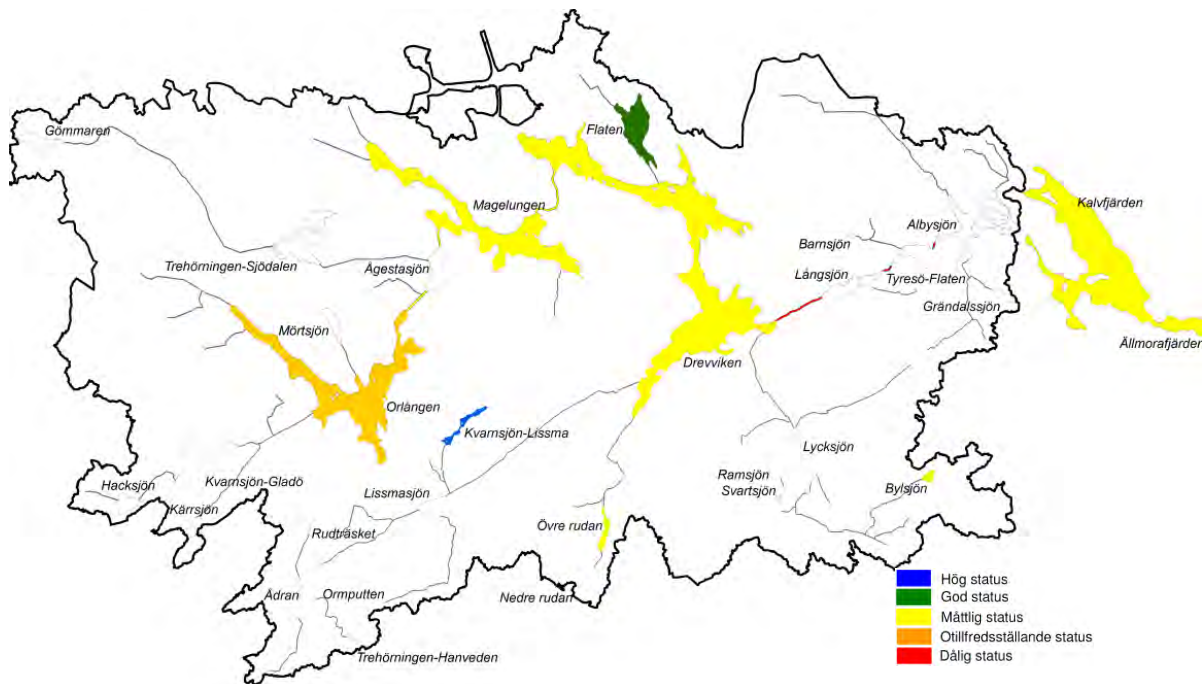 Gömmaren
Flaten
Magelungen
Kalvfjärden
Albysjön
Barnsjön
Trehörningen-Sjödalen
Ågestasjön
Långsjön
Tyresö-Flaten
Grändalssjön
Mörtsjön
Ällmorafjärden
Drevviken
Orlången
Kvarnsjön-Lissma
Lycksjön
Hacksjön
Kvarnsjön-Gladö
Lissmasjön
Ramsjön
Svartsjön
Bylsjön
Kärrsjön
Rudträsket
Övre rudan
Ådran
Ormputten
Nedre rudan
Trehörningen-Hanveden
Hög status
God status
Måttlig status
Otillfredsställande status
Dålig status